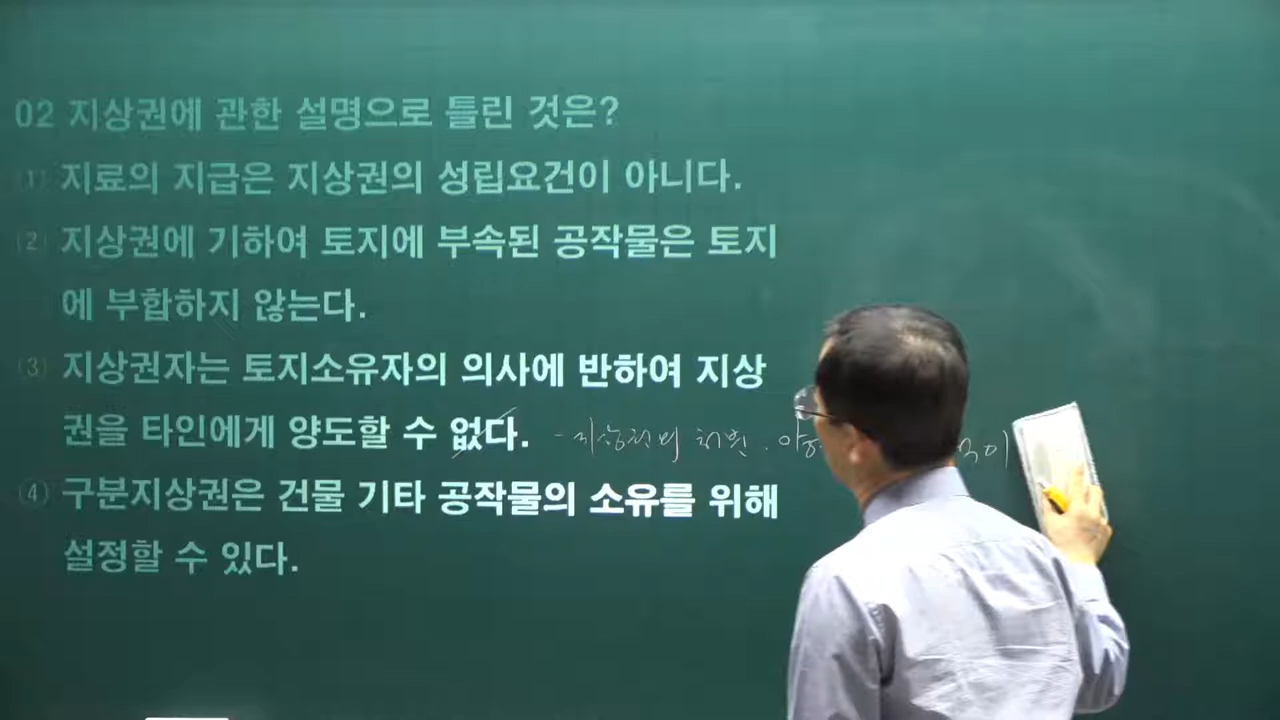 02 지상권에 관한 설명으로 틀린 것은?
(1) 지료의 지급은 지상권의 성립요건이 아니다.
(2) 지상권에 기하여 토지에 부속된 공작물은 토지
에 부합하지 않는다.
(3) 지상권자는 토지소유자의 의사에 반하여 지상
권을 타인에게 양도할 수 없다. - 지상권의 처분
(4) 구분지상권은 건물 기타 공작물의 소유를 위해
설정할 수 있다.